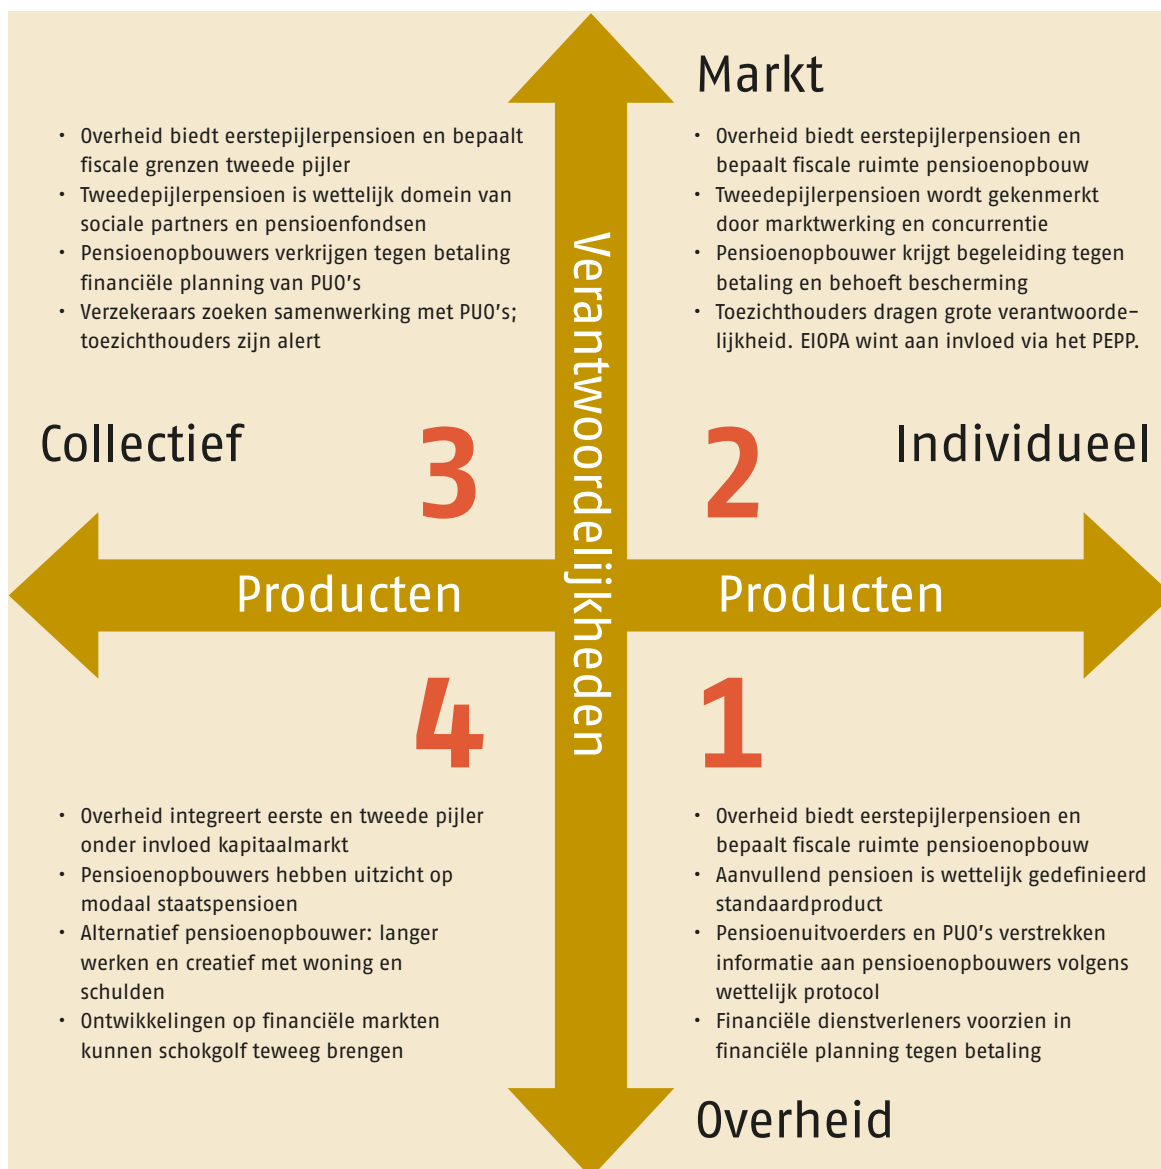 Markt
• Overheid biedt eerstepijlerpensioen en bepaalt
fiscale grenzen tweede pijler
• Tweedepijlerpensioen is wettelijk domein van
sociale partners en pensioenfondsen
• Pensioenopbouwers verkrijgen tegen betaling
financiële planning van PUO's
• Verzekeraars zoeken samenwerking met PUO's;
toezichthouders zijn alert
• Overheid biedt eerstepijlerpensioen en
bepaalt fiscale ruimte pensioenopbouw
• Tweedepijlerpensioen wordt gekenmerkt
door marktwerking en concurrentie
• Pensioenopbouwer krijgt begeleiding tegen
betaling en behoeft bescherming
• Toezichthouders dragen grote verantwoorde-
lijkheid. EIOPA wint aan invloed via het PEPP.
Verantwoordelijkheden
Collectief
3
2
Individueel
Producten
Producten
4
1
• Overheid integreert eerste en tweede pijler
onder invloed kapitaalmarkt
• Pensioenopbouwers hebben uitzicht op
modaal staatspensioen
• Alternatief pensioenopbouwer: langer
werken en creatief met woning en
schulden
• Ontwikkelingen op financiële markten
kunnen schokgolf teweeg brengen
• Overheid biedt eerstepijlerpensioen en
bepaalt fiscale ruimte pensioenopbouw
• Aanvullend pensioen is wettelijk gedefinieerd
standaardproduct
• Pensioenuitvoerders en PUO's verstrekken
informatie aan pensioenopbouwers volgens
wettelijk protocol
• Financiële dienstverleners voorzien in
financiële planning tegen betaling
Overheid